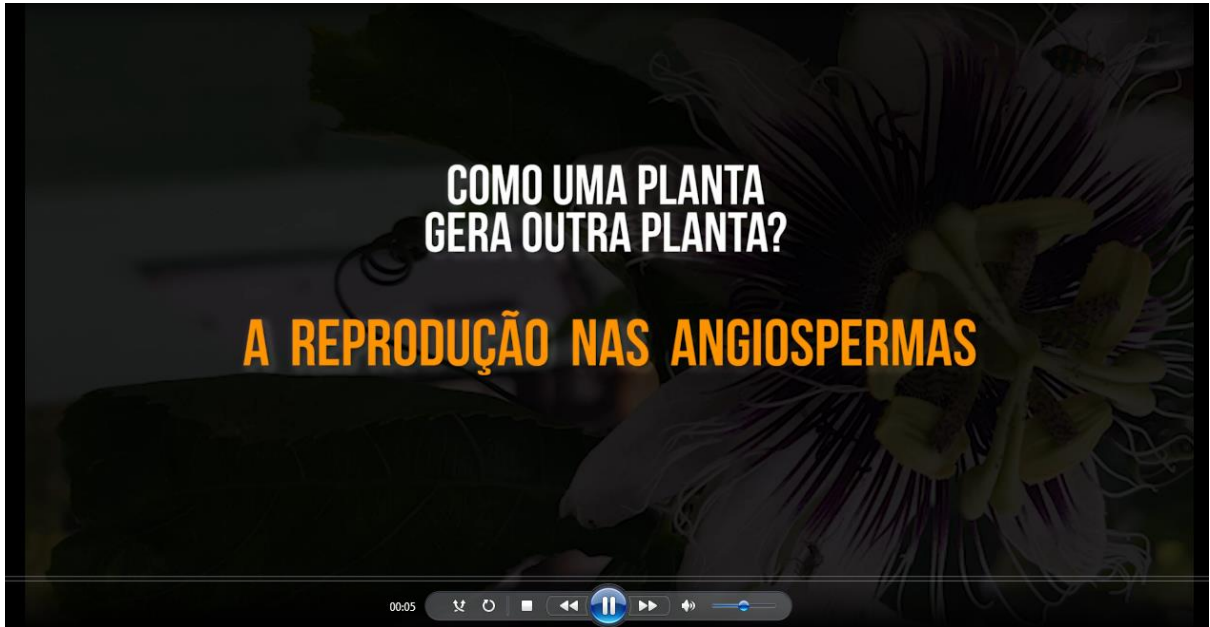 COMO UMA PLANTA
GERA OUTRA PLANTA?
A REPRODUÇÃO NAS ANGIOSPERMAS
00:05